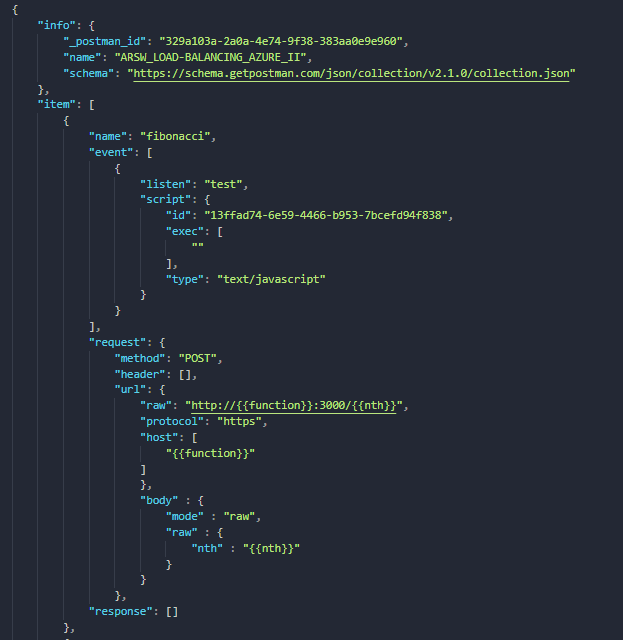 {
"info": {
"_postman_id": "329a103a-2a0a-4e74-9f38-383aa0e9e960",
"name": "ARSW_LOAD-BALANCING_AZURE_II",
"schema": "https://schema.getpostman.com/json/collection/v2.1.0/collection.json"
},
"item": [
{
"name": "fibonacci",
"event": [
{
"listen": "test",
"script": {
"id": "13ffad74-6e59-4466-b953-7bcefd94f838",
"exec": [
""
],
"type": "text/javascript"
}
}
],
"request": {
"method": "POST",
"header": [],
"url": {
"raw": "http://{{function}}:3000/{{nth}}",
"protocol": "https",
"host": [
"{{function}}"
]
},
"body" : {
"mode" : "raw",
"raw" : {
"nth" : "{{nth}}"
}
}
},
"response": []
},